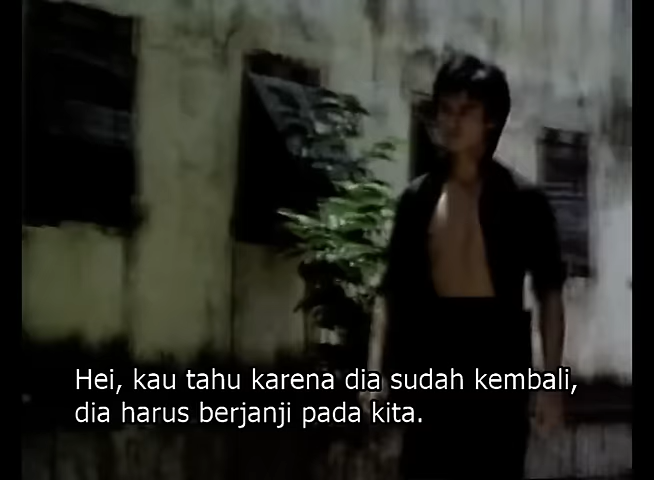 Hei, kau tahu karena dia sudah kembali,
dia harus berjanji pada kita.